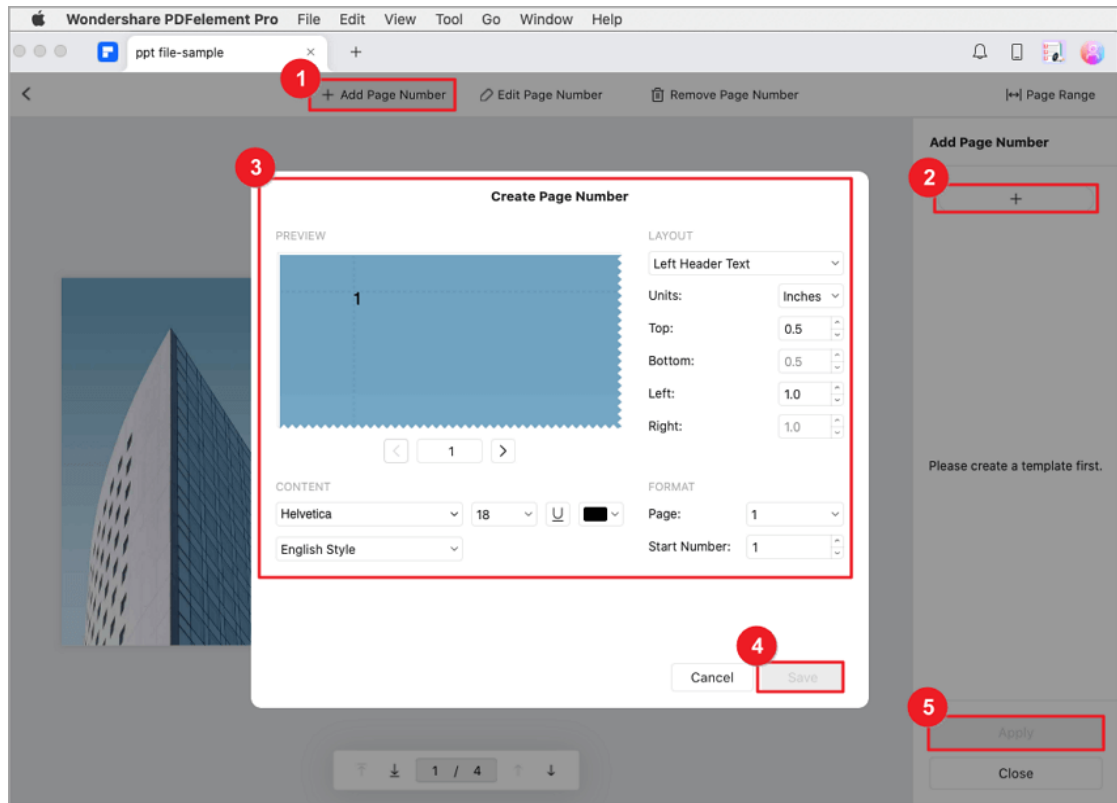 Wondershare PDFelement Pro File Edit View Tool Go Window Help
ppt file-sample × +
1
+ Add Page Number Edit Page Number Remove Page Number Page Range
Add Page Number
2
+
3
Create Page Number
PREVIEW
1
1
LAYOUT
Left Header Text
Units: Inches
Top: 0.5
Bottom: 0.5
Left: 1.0
Right: 1.0
CONTENT
Helvetica 18 U
English Style
FORMAT
Page: 1
Start Number: 1
Please create a template first.
4
Cancel Save
5
Apply
Close
1 / 4